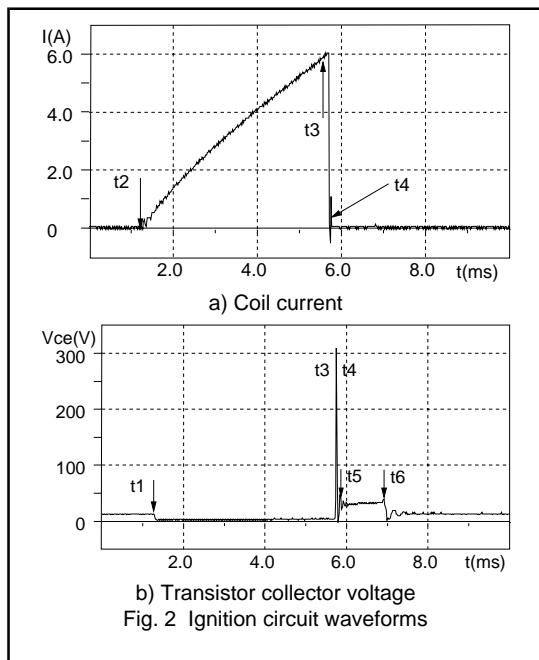 I(A)
6.0
4.0
t3
t2
2.0
t4
0
2.0 4.0 6.0 8.0 t(ms)
a) Coil current
Vce(V)
300
t3 t4
200
100
t1 t5 t6
0
2.0 4.0 6.0 8.0
t(ms)
b) Transistor collector voltage
Fig. 2 Ignition circuit waveforms